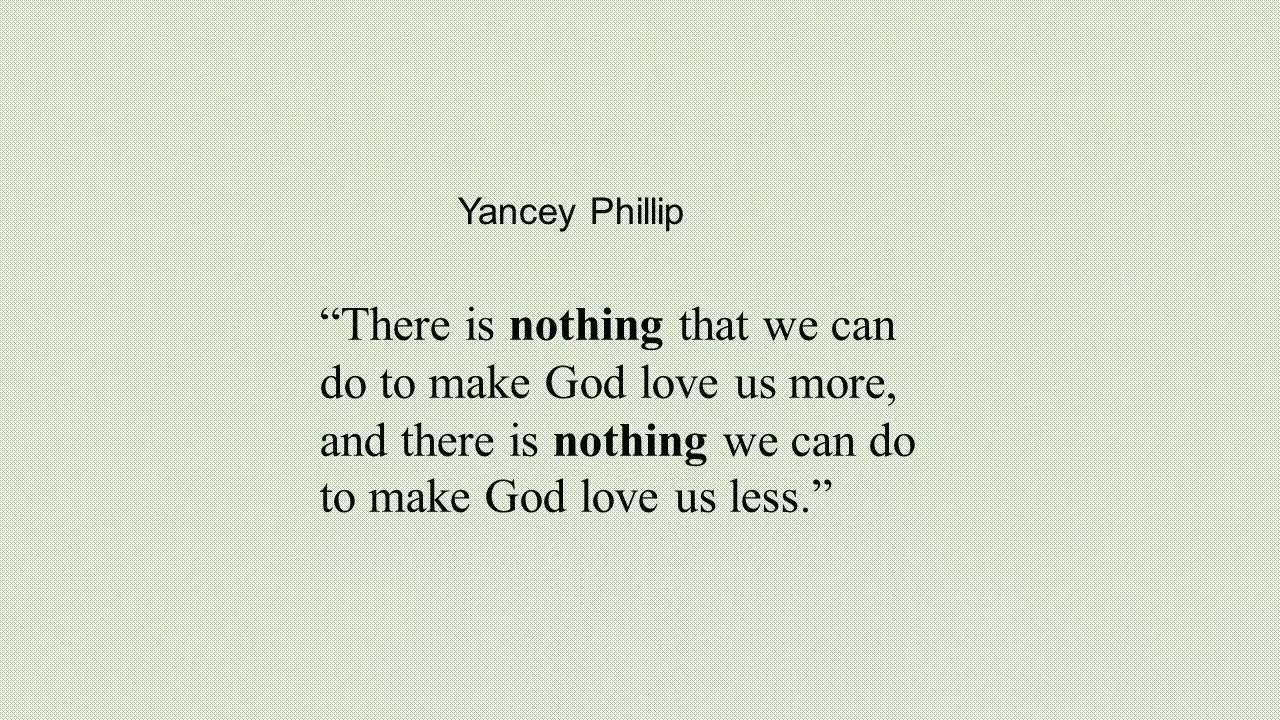 Yancey Phillip
“There is nothing that we can
do to make God love us more,
and there is nothing we can do
to make God love us less.”